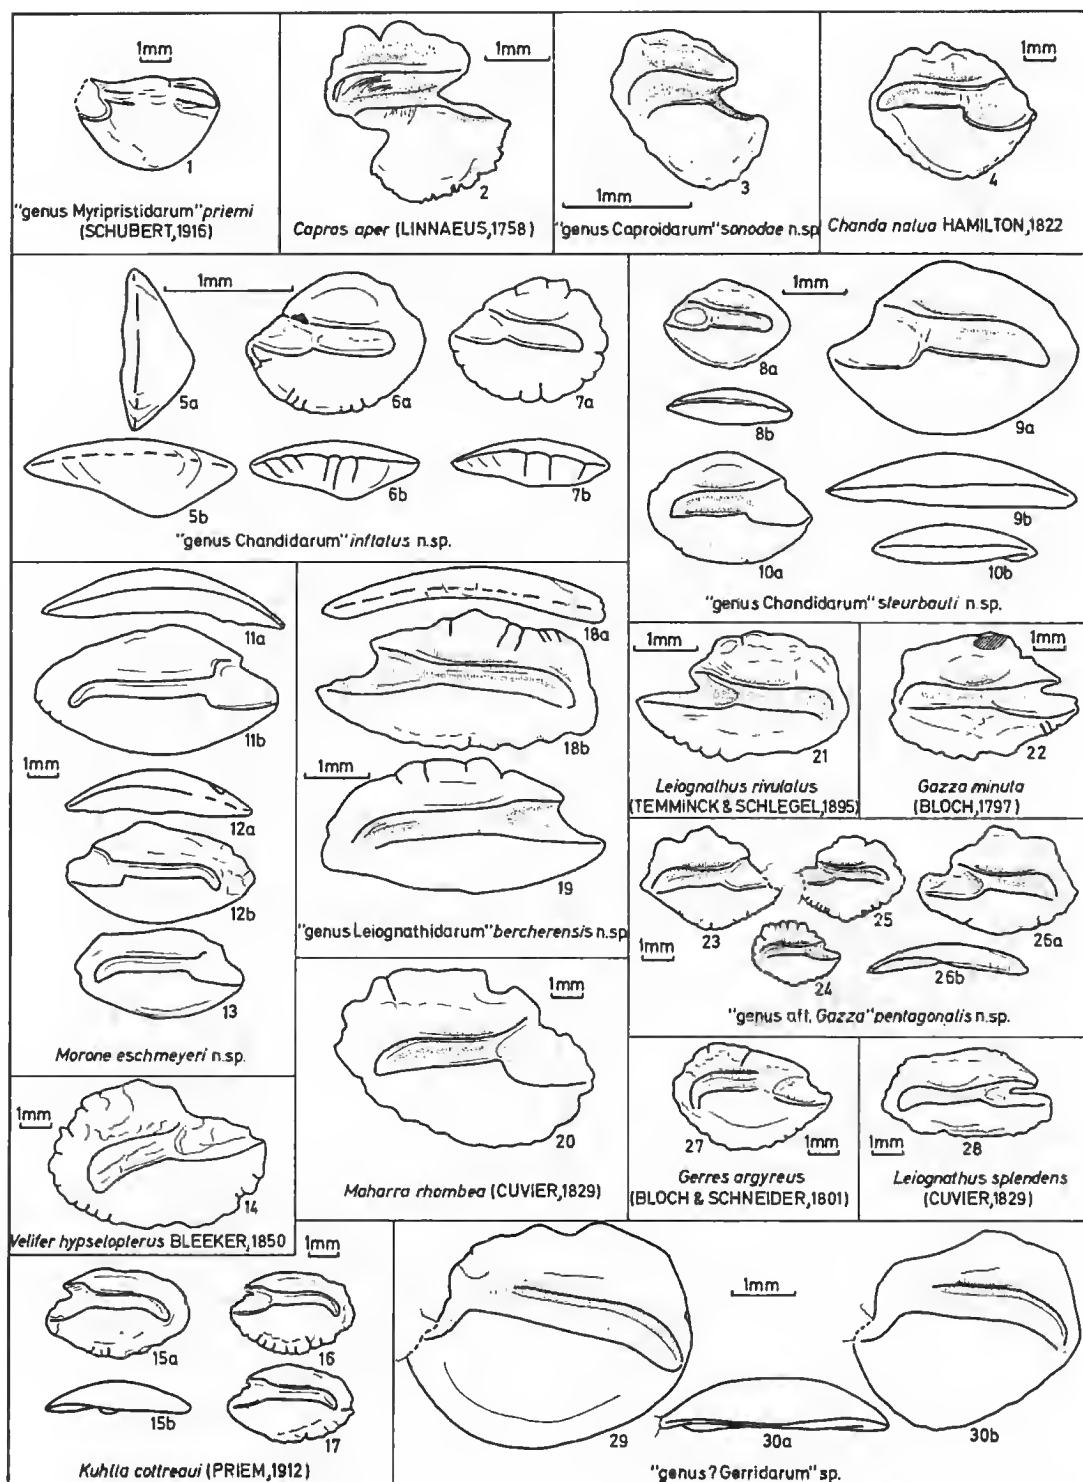 1mm
1
"genus Myripristidarum" priemi
(SCHUBERT,1916)
1mm
2
Capros aper (LINNAEUS,1758)
1mm
3
"genus Caproidarum" sonodae n.sp
1mm
4
Chanda nalua HAMILTON,1822
1mm
5a
6a
7a
5b
6b
7b
"genus Chandidarum" inflatus n.sp.
1mm
8a
8b
9a
9b
10a
10b
"genus Chandidarum" steurbauti n.sp.
11a
11b
1mm
12a
12b
13
Morone eschmeyeri n.sp.
18a
18b
1mm
19
"genus Leiognathidarum" bercherensis n.sp
1mm
21
Leiognathus rivulatus
(TEMMINCK & SCHLEGEL,1895)
1mm
22
Gazza minuta
(BLOCH,1797)
23
25
26a
1mm
24
26b
"genus aff. Gazza" pentagonalis n.sp.
1mm
20
Maharra rhombea (CUVIER,1829)
27
1mm
Gerres argyreus
(BLOCH & SCHNEIDER,1801)
1mm
28
Leiognathus splendens
(CUVIER,1829)
1mm
14
Velifer hypselopterus BLEEKER,1850
1mm
15a
16
15b
17
Kuhlia cottreaui (PRIEM,1912)
1mm
29
30a
30b
"genus ? Gerridarum" sp.